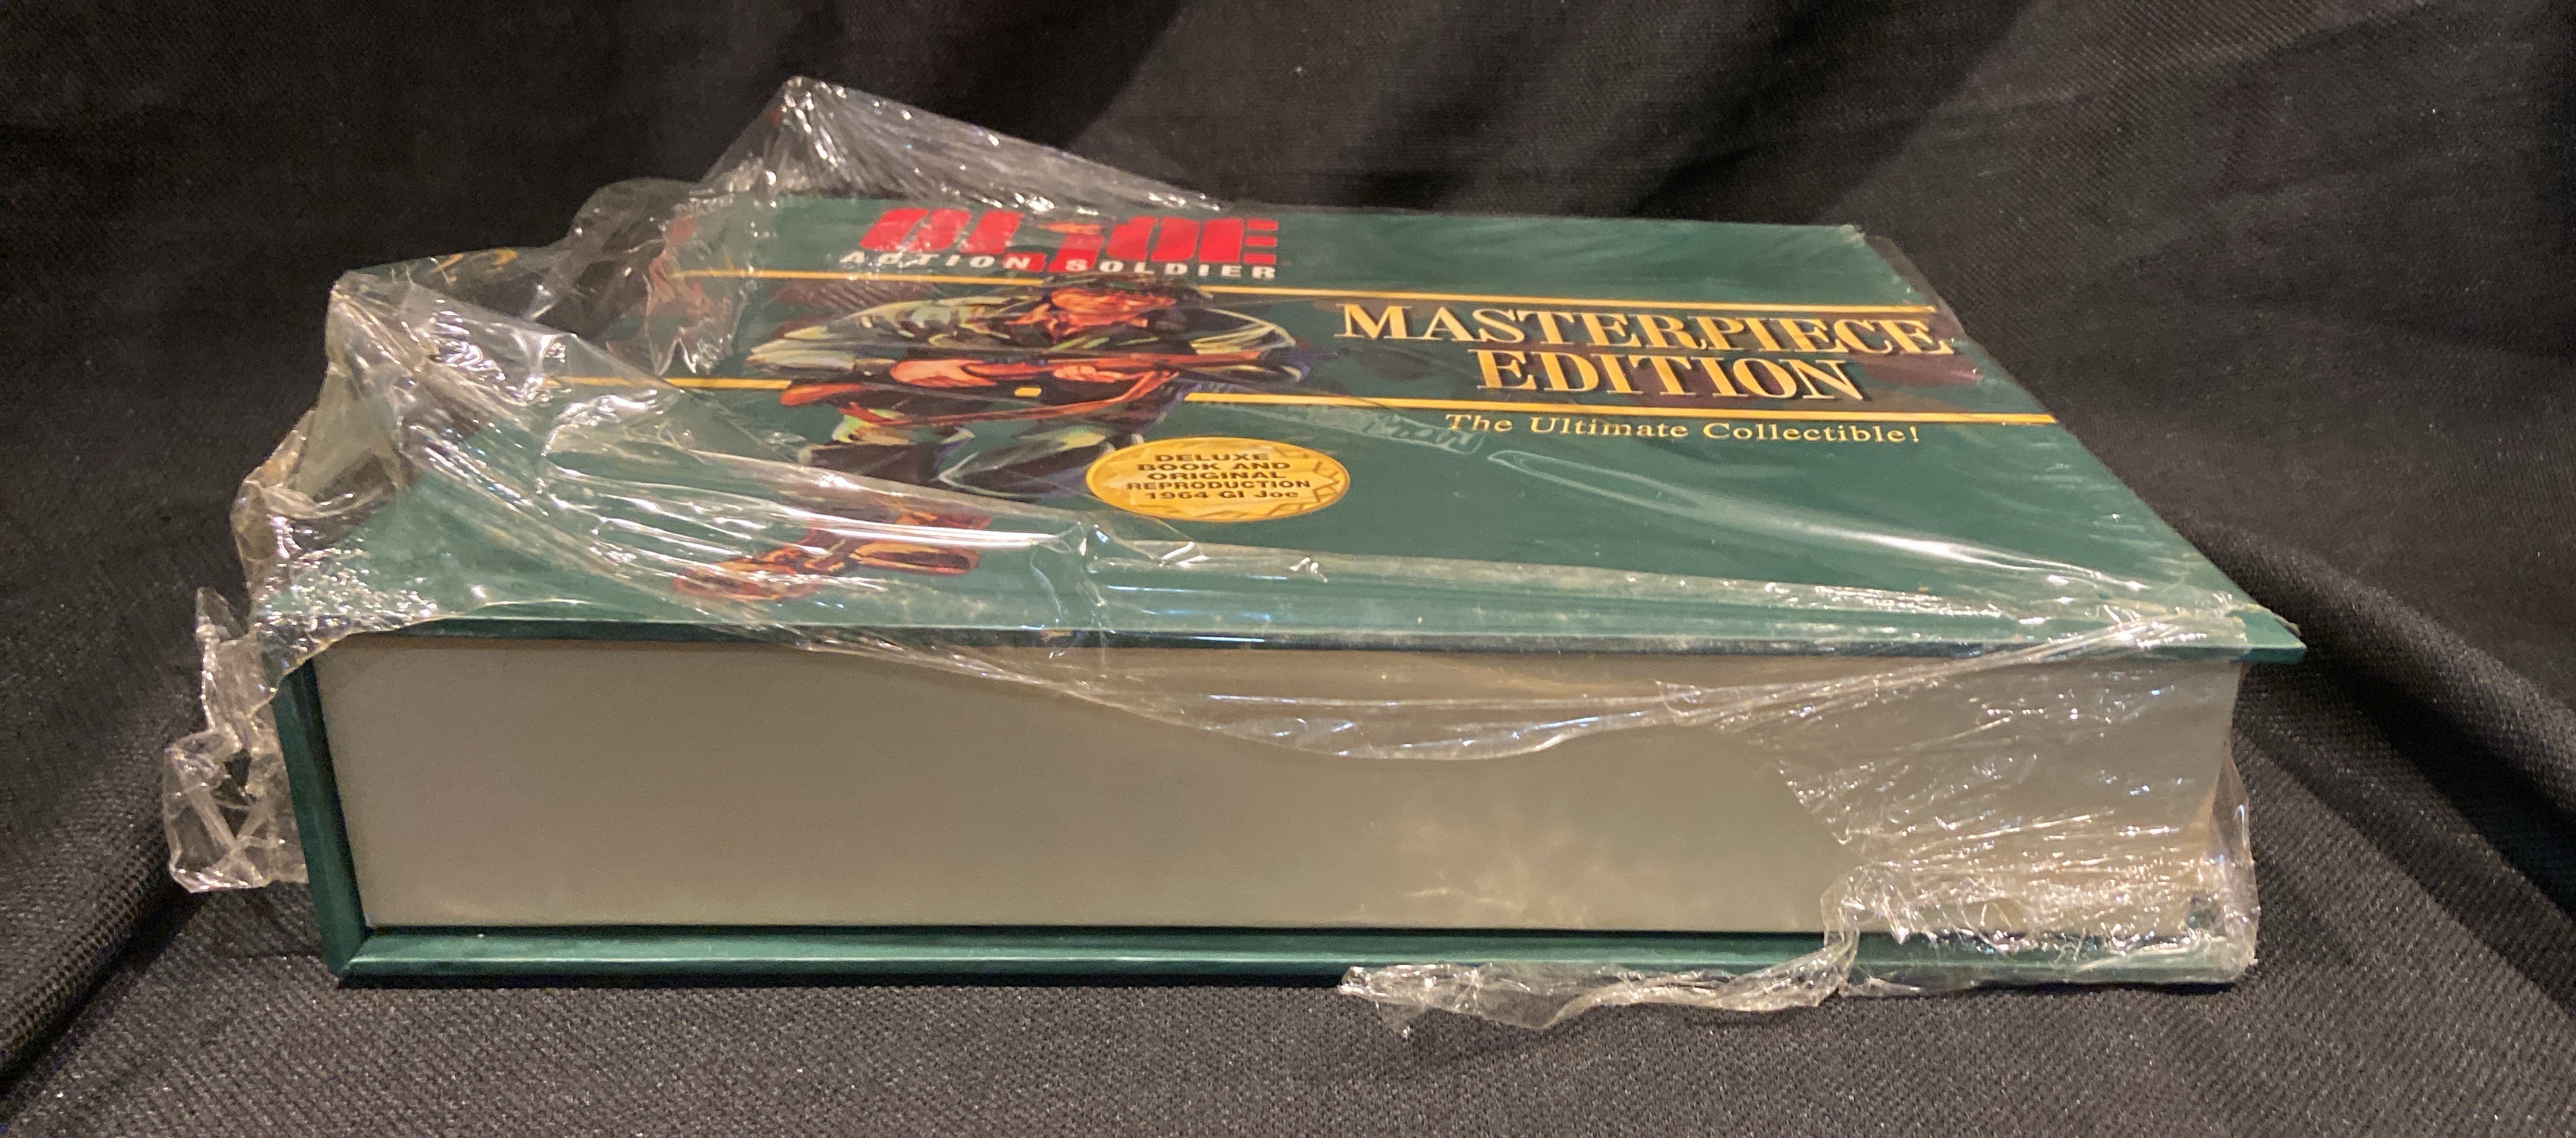 GI JOE
ACTION SOLDIER
MASTERPIECE
EDITION
The Ultimate Collectible!
DELUXE
BOOK AND
ORIGINAL
REPRODUCTION
1964 GI Joe